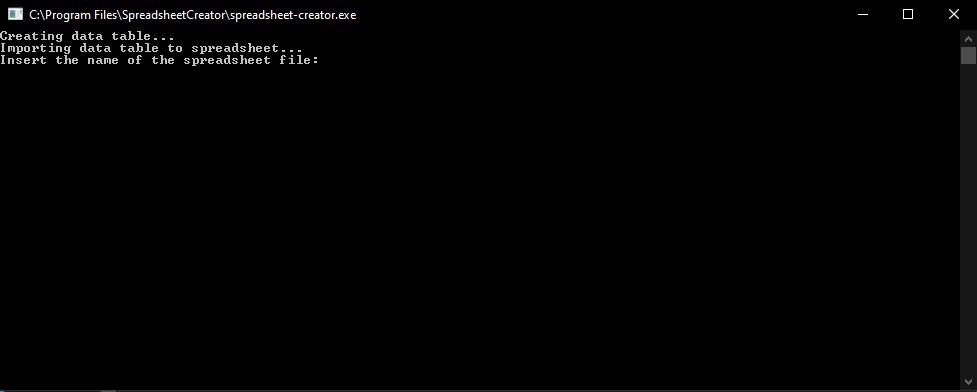 C:\Program Files\SpreadsheetCreator\spreadsheet-creator.exe
Creating data table...
Importing data table to spreadsheet...
Insert the name of the spreadsheet file: